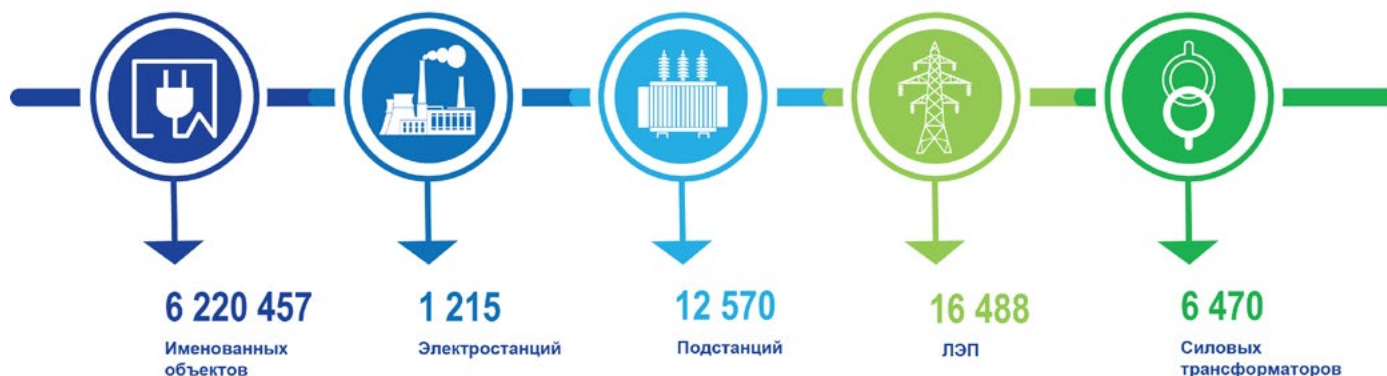 6 220 457
Именованных
объектов
1 215
Электростанций
12 570
Подстанций
16 488
ЛЭП
6 470
Силовых
трансформаторов